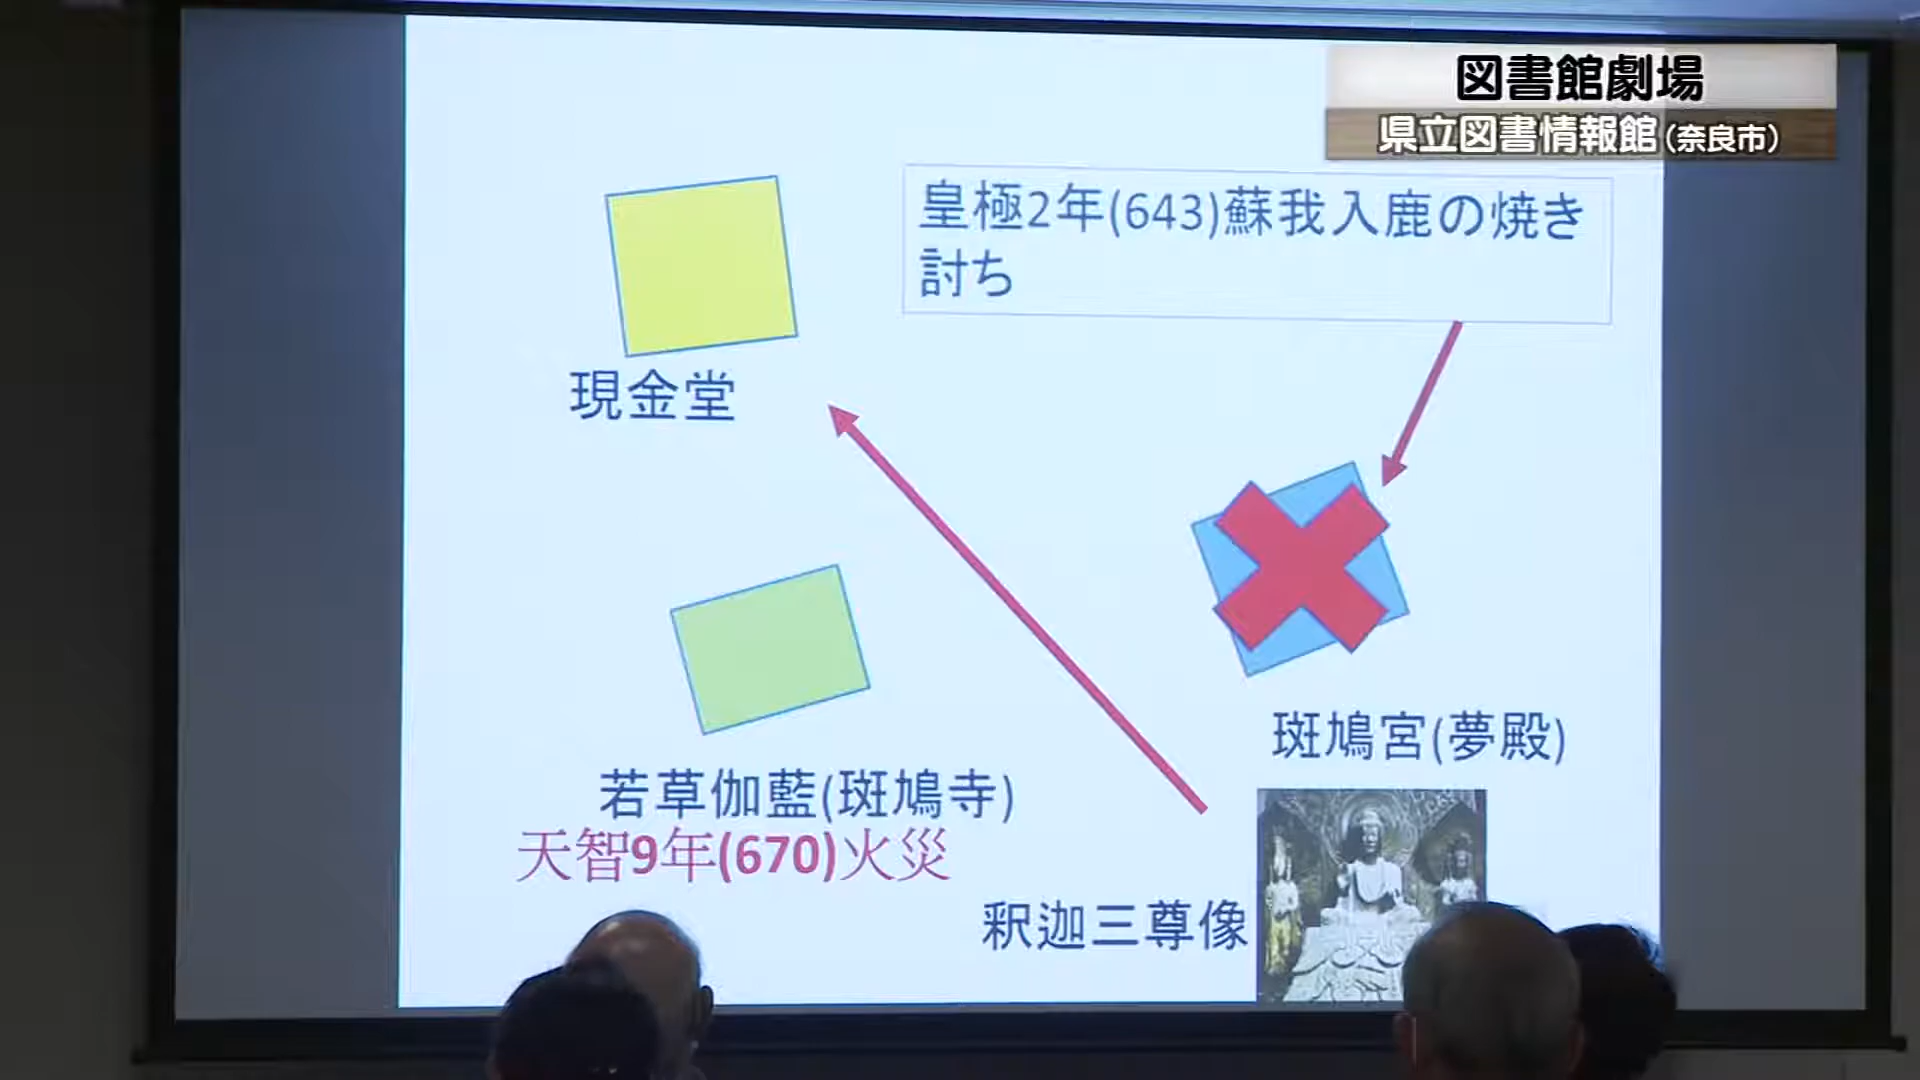 図書館劇場
県立図書情報館(奈良市)
皇極2年(643)蘇我入鹿の焼き
討ち
現金堂
斑鳩宮(夢殿)
若草伽藍(斑鳩寺)
天智9年(670)火災
釈迦三尊像